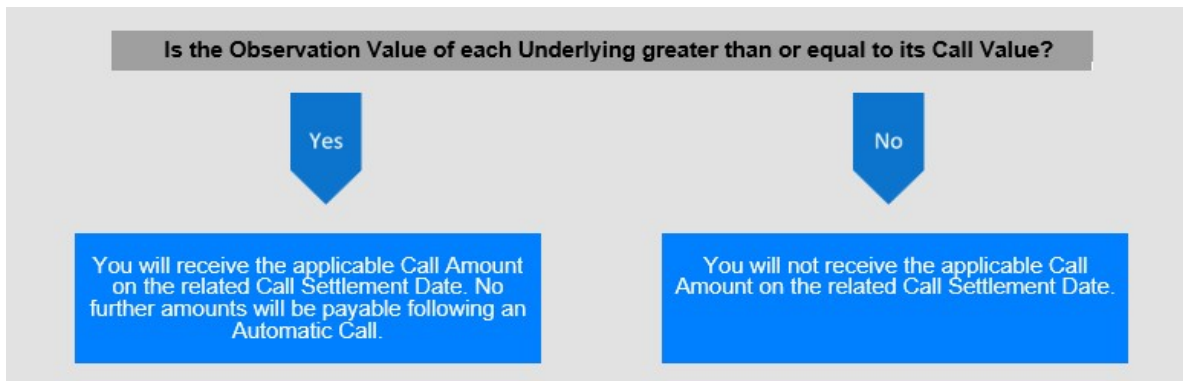 Is the Observation Value of each Underlying greater than or equal to its Call Value?
Yes
No
You will receive the applicable Call Amount
on the related Call Settlement Date. No
further amounts will be payable following an
Automatic Call.
You will not receive the applicable Call
Amount on the related Call Settlement Date.